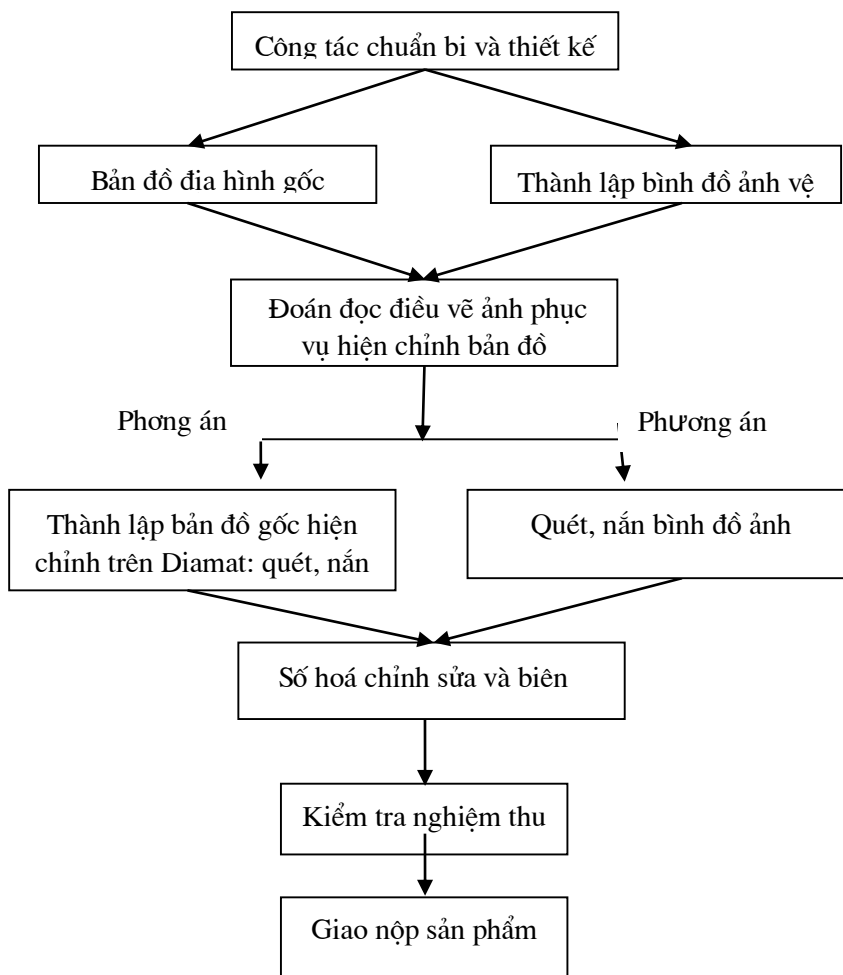 Công tác chuẩn bi và thiết kế
Bản đồ đia hình gốc
Thành lập bình đồ ảnh vệ
Đoán đọc điều vẽ ảnh phục
vụ hiện chỉnh bản đồ
Phơng án
Phương án
Thành lập bản đồ gốc hiện
chỉnh trên Diamat: quét, nắn
Quét, nắn bình đồ ảnh
Số hoá chỉnh sửa và biên
Kiểm tra nghiệm thu
Giao nộp sản phẩm